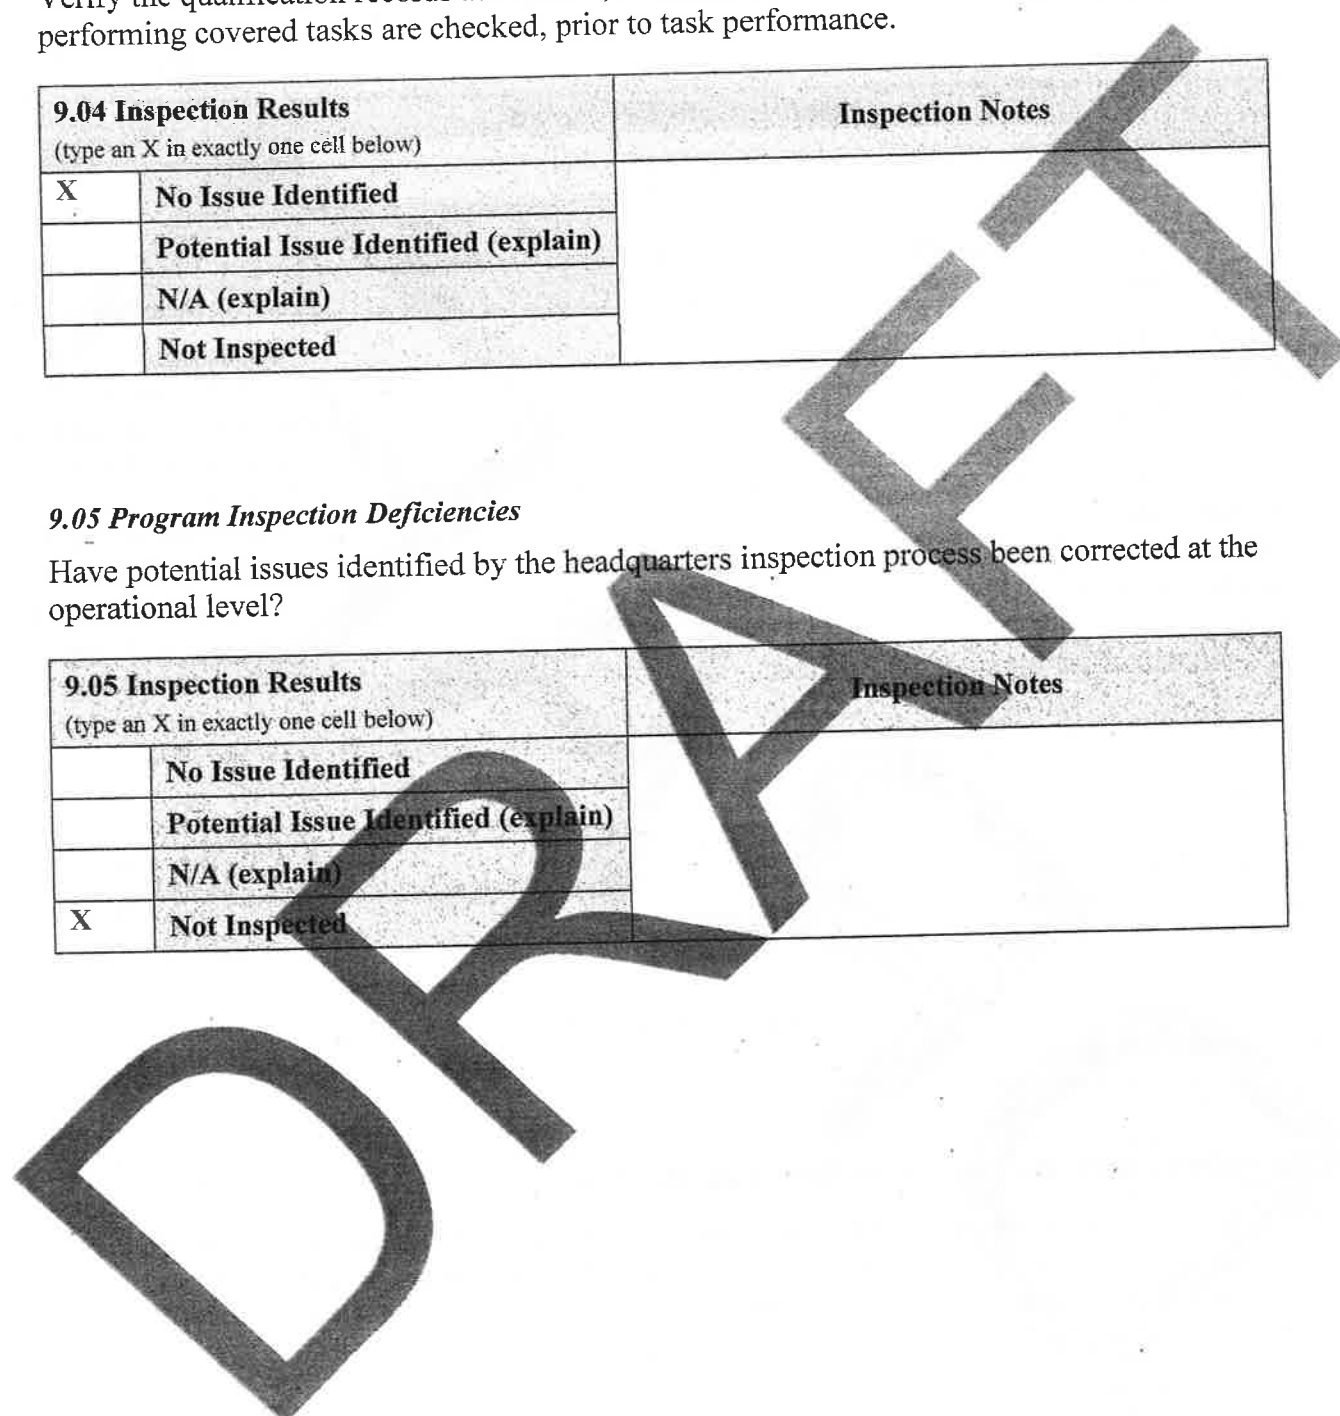 Verify the qualification records
performing covered tasks are checked, prior to task performance.
9.04 Inspection Results
(type an X in exactly one cell below)
Inspection Notes
X No Issue Identified
Potential Issue Identified (explain)
N/A (explain)
Not Inspected
9.05 Program Inspection Deficiencies
Have potential issues identified by the headquarters inspection process been corrected at the
operational level?
9.05 Inspection Results
(type an X in exactly one cell below)
Inspection Notes
No Issue Identified
Potential Issue Identified (explain)
N/A (explain)
X Not Inspected
DRAFT